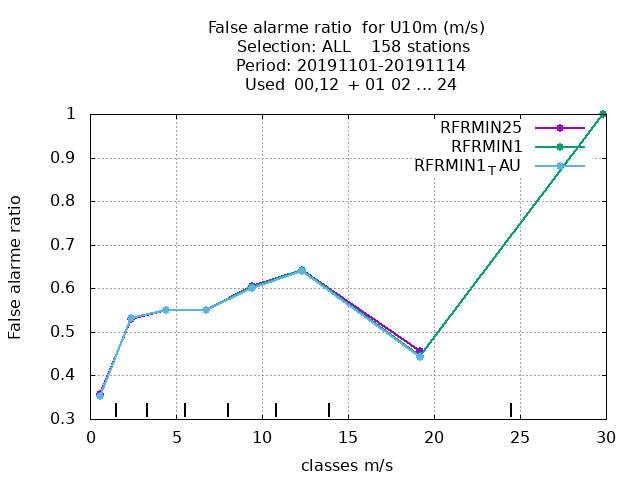 False alarme ratio  for U10m (m/s)
Selection: ALL    158 stations
Period: 20191101-20191114
Used  00,12  + 01 02 ... 24
RFRMIN25
RFRMIN1
RFRMIN1TAU
False alarme ratio
1
0.9
0.8
0.7
0.6
0.5
0.4
0.3
0 5 10 15 20 25 30
classes m/s